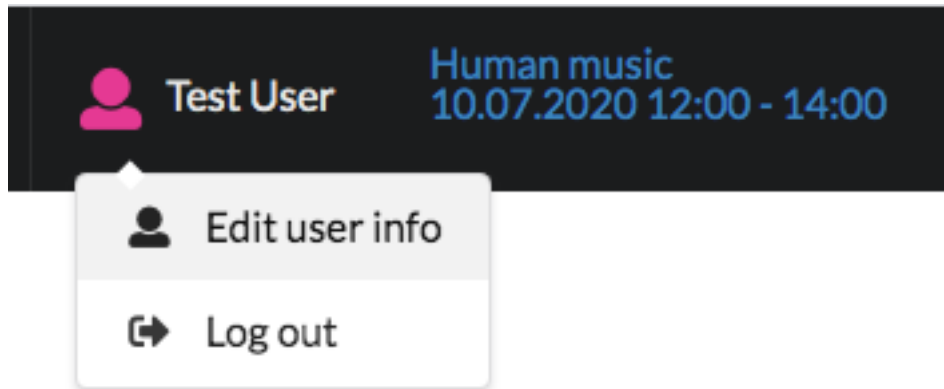 Test User
Human music
10.07.2020 12:00 - 14:00
Edit user info
Log out